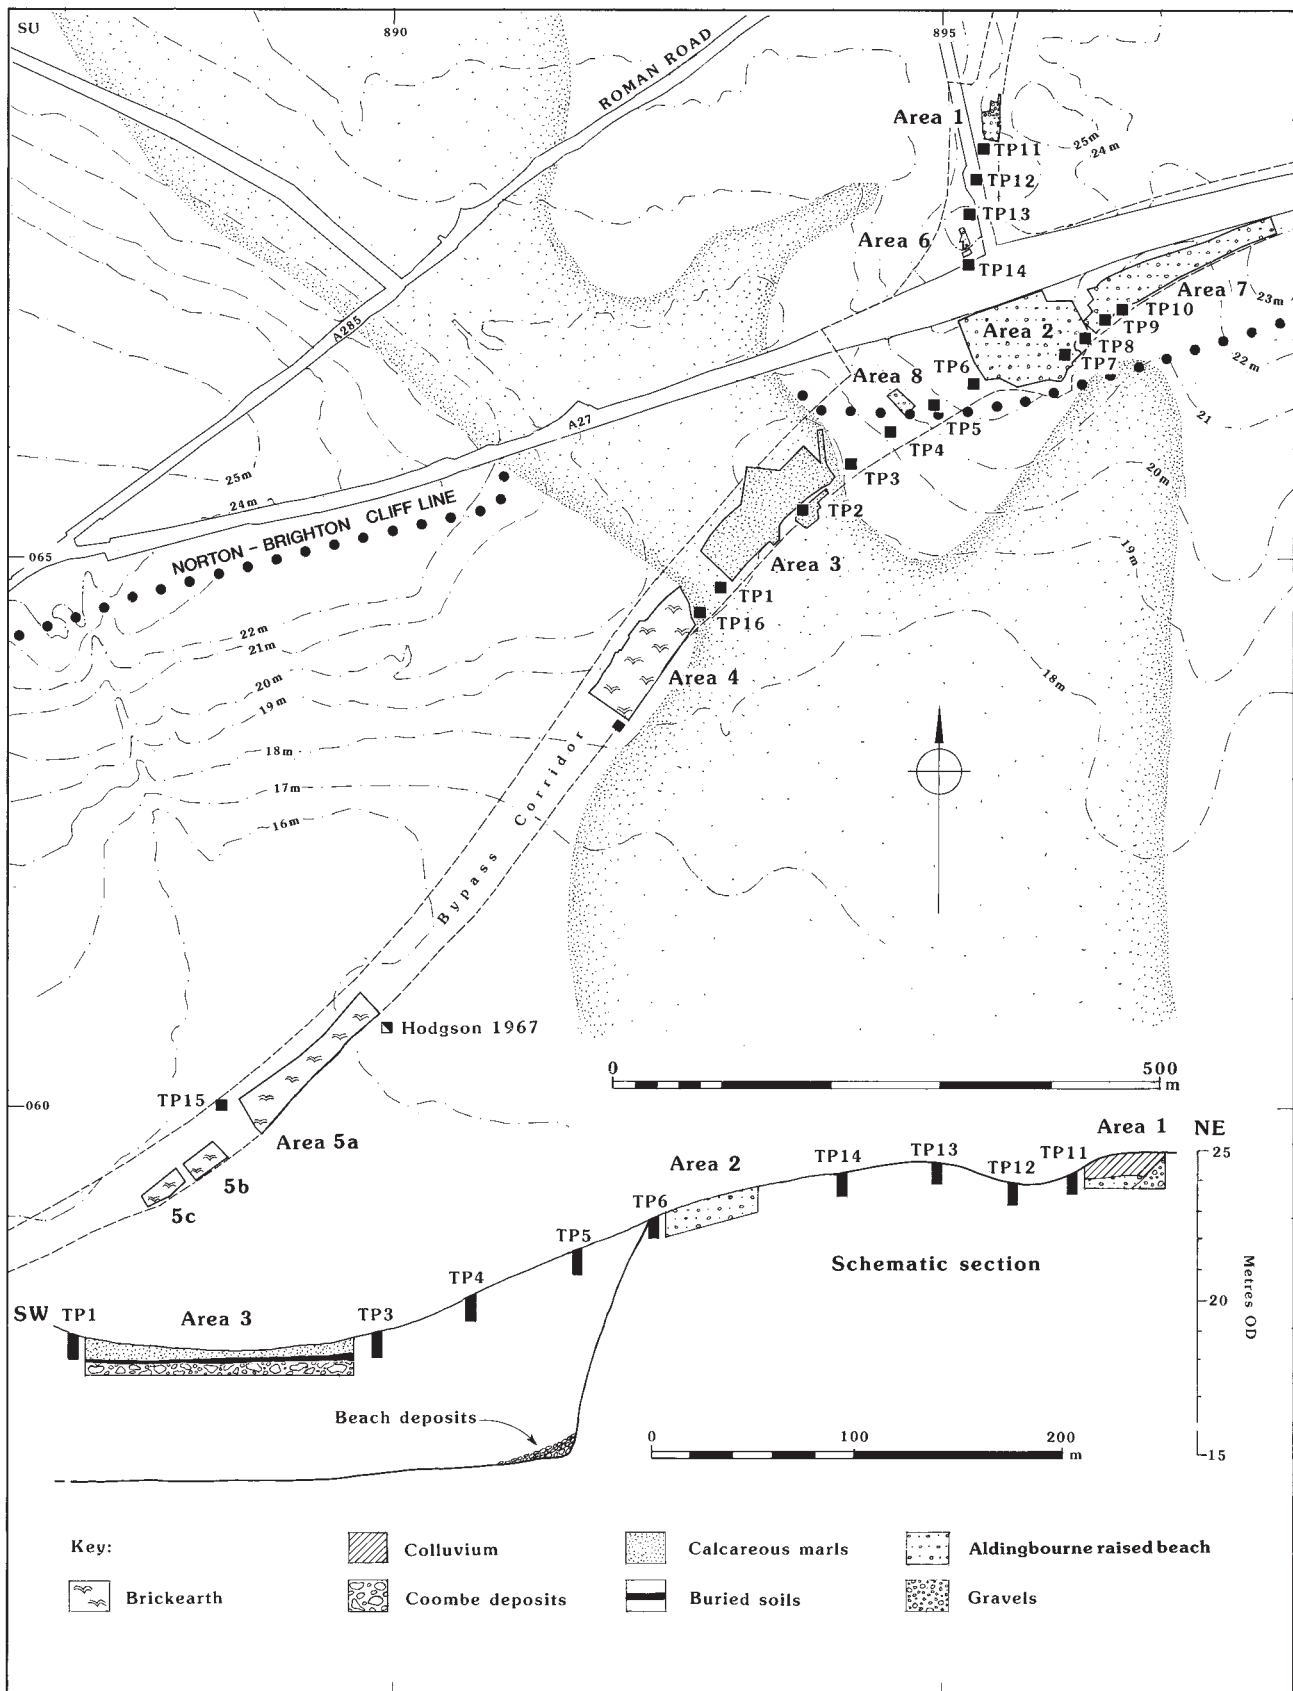 SU
890
895
ROMAN ROAD
Area 1
25m
24m
TP11
TP12
TP13
Area 6
TP14
Area 7
23m
TP10
TP9
Area 2
TP8
TP7
22m
A285
TP6
Area 8
21
TP5
A27
TP4
25m
24m
TP3
20m
NORTON – BRIGHTON CLIFF LINE
TP2
19m
065
Area 3
TP1
TP16
22m
21m
20m
19m
Area 4
18m
18m
17m
16m
Bypass Corridor
Hodgson 1967
0 500
m
060
TP15
Area 5a
5b
5c
Area 1 NE
25
Area 2
TP14
TP13
TP12
TP11
TP6
TP5
TP4
Schematic section
Metres OD
20
SW TP1
Area 3
TP3
Beach deposits
0 100 200
m
15
Key:
Colluvium
Calcareous marls
Aldingbourne raised beach
Brickearth
Coombe deposits
Buried soils
Gravels